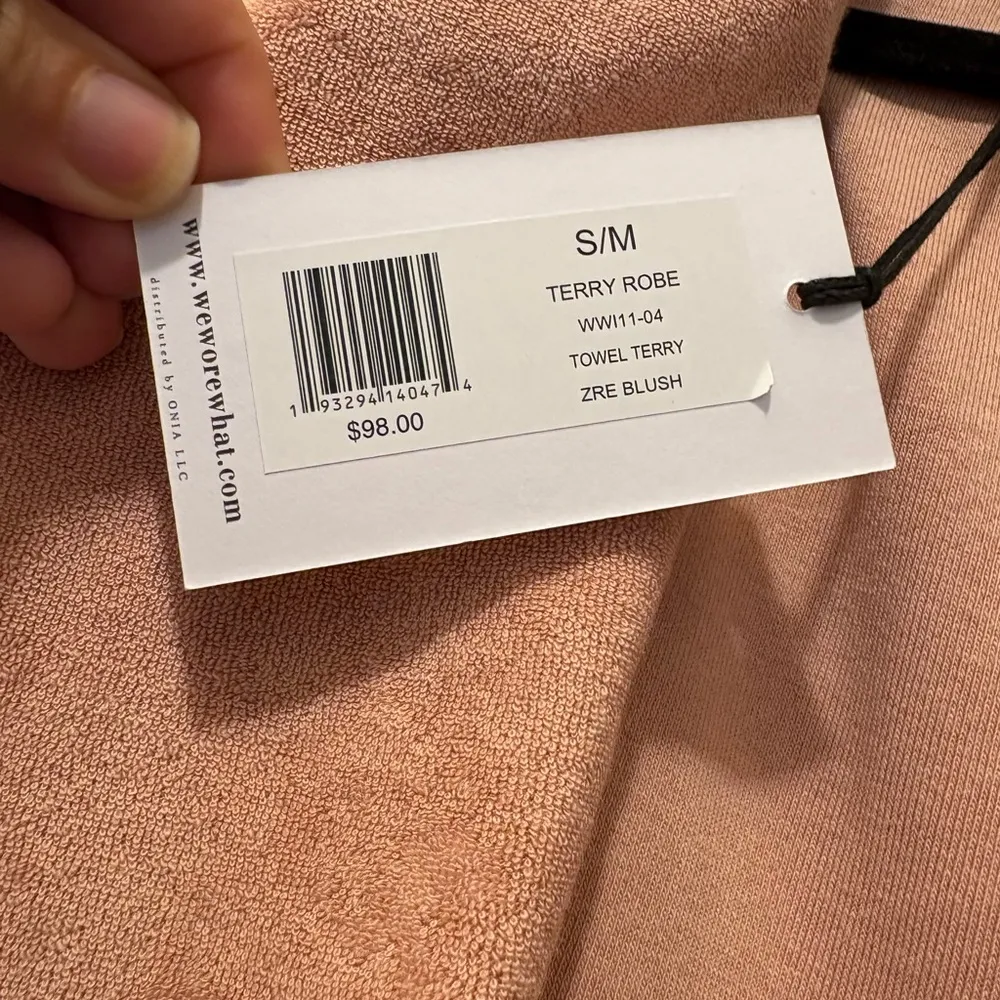 www.weworewhat.com
distributed by ONIA LLC
S/M
TERRY ROBE
WWI11-04
TOWEL TERRY
ZRE BLUSH
1 93294 14047 4
$98.00